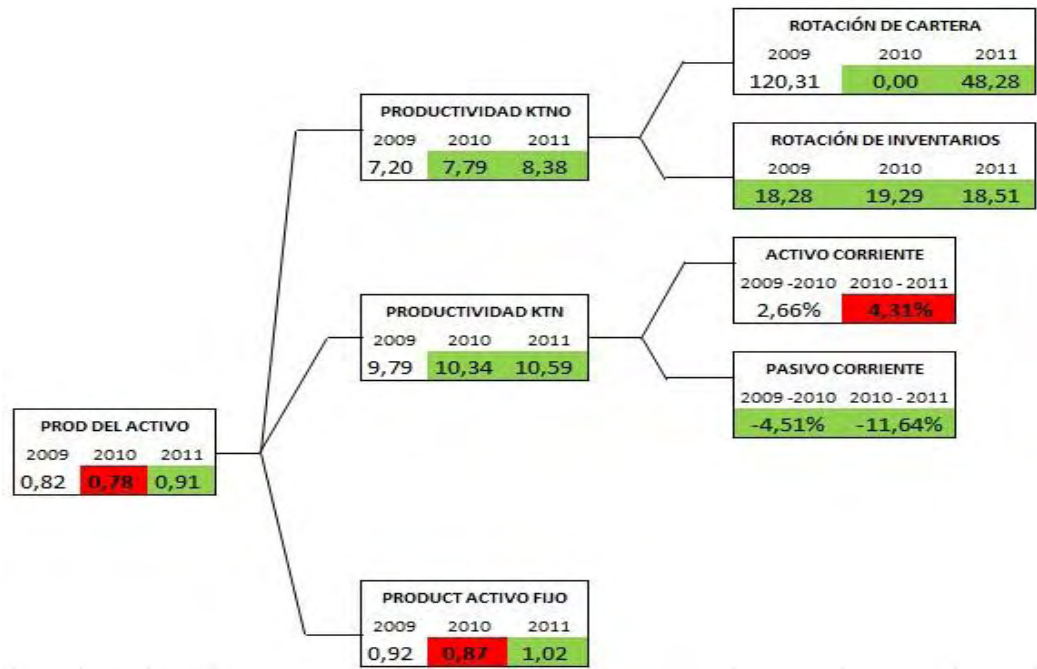 ROTACIÓN DE CARTERA
2009 2010 2011
120,31 0,00 48,28
PRODUCTIVIDAD KTNO
2009 2010 2011
7,20 7,79 8,38
ROTACIÓN DE INVENTARIOS
2009 2010 2011
18,28 19,29 18,51
ACTIVO CORRIENTE
2009 -2010 2010 - 2011
2,66% 4,31%
PRODUCTIVIDAD KTN
2009 2010 2011
9,79 10,34 10,59
PASIVO CORRIENTE
2009 -2010 2010 - 2011
-4,51% -11,64%
PROD DEL ACTIVO
2009 2010 2011
0,82 0,78 0,91
PRODUCT ACTIVO FIJO
2009 2010 2011
0,92 0,87 1,02